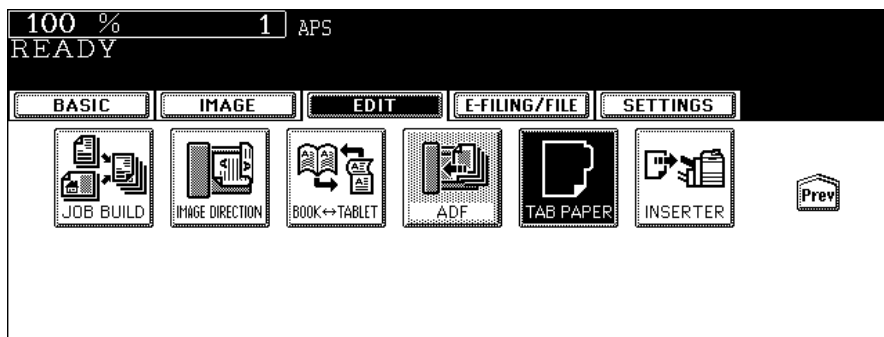 100 % 1 APS
READY
BASIC IMAGE EDIT E-FILING/FILE SETTINGS
JOB BUILD IMAGE DIRECTION BOOK↔TABLET ADF TAB PAPER INSERTER Prev